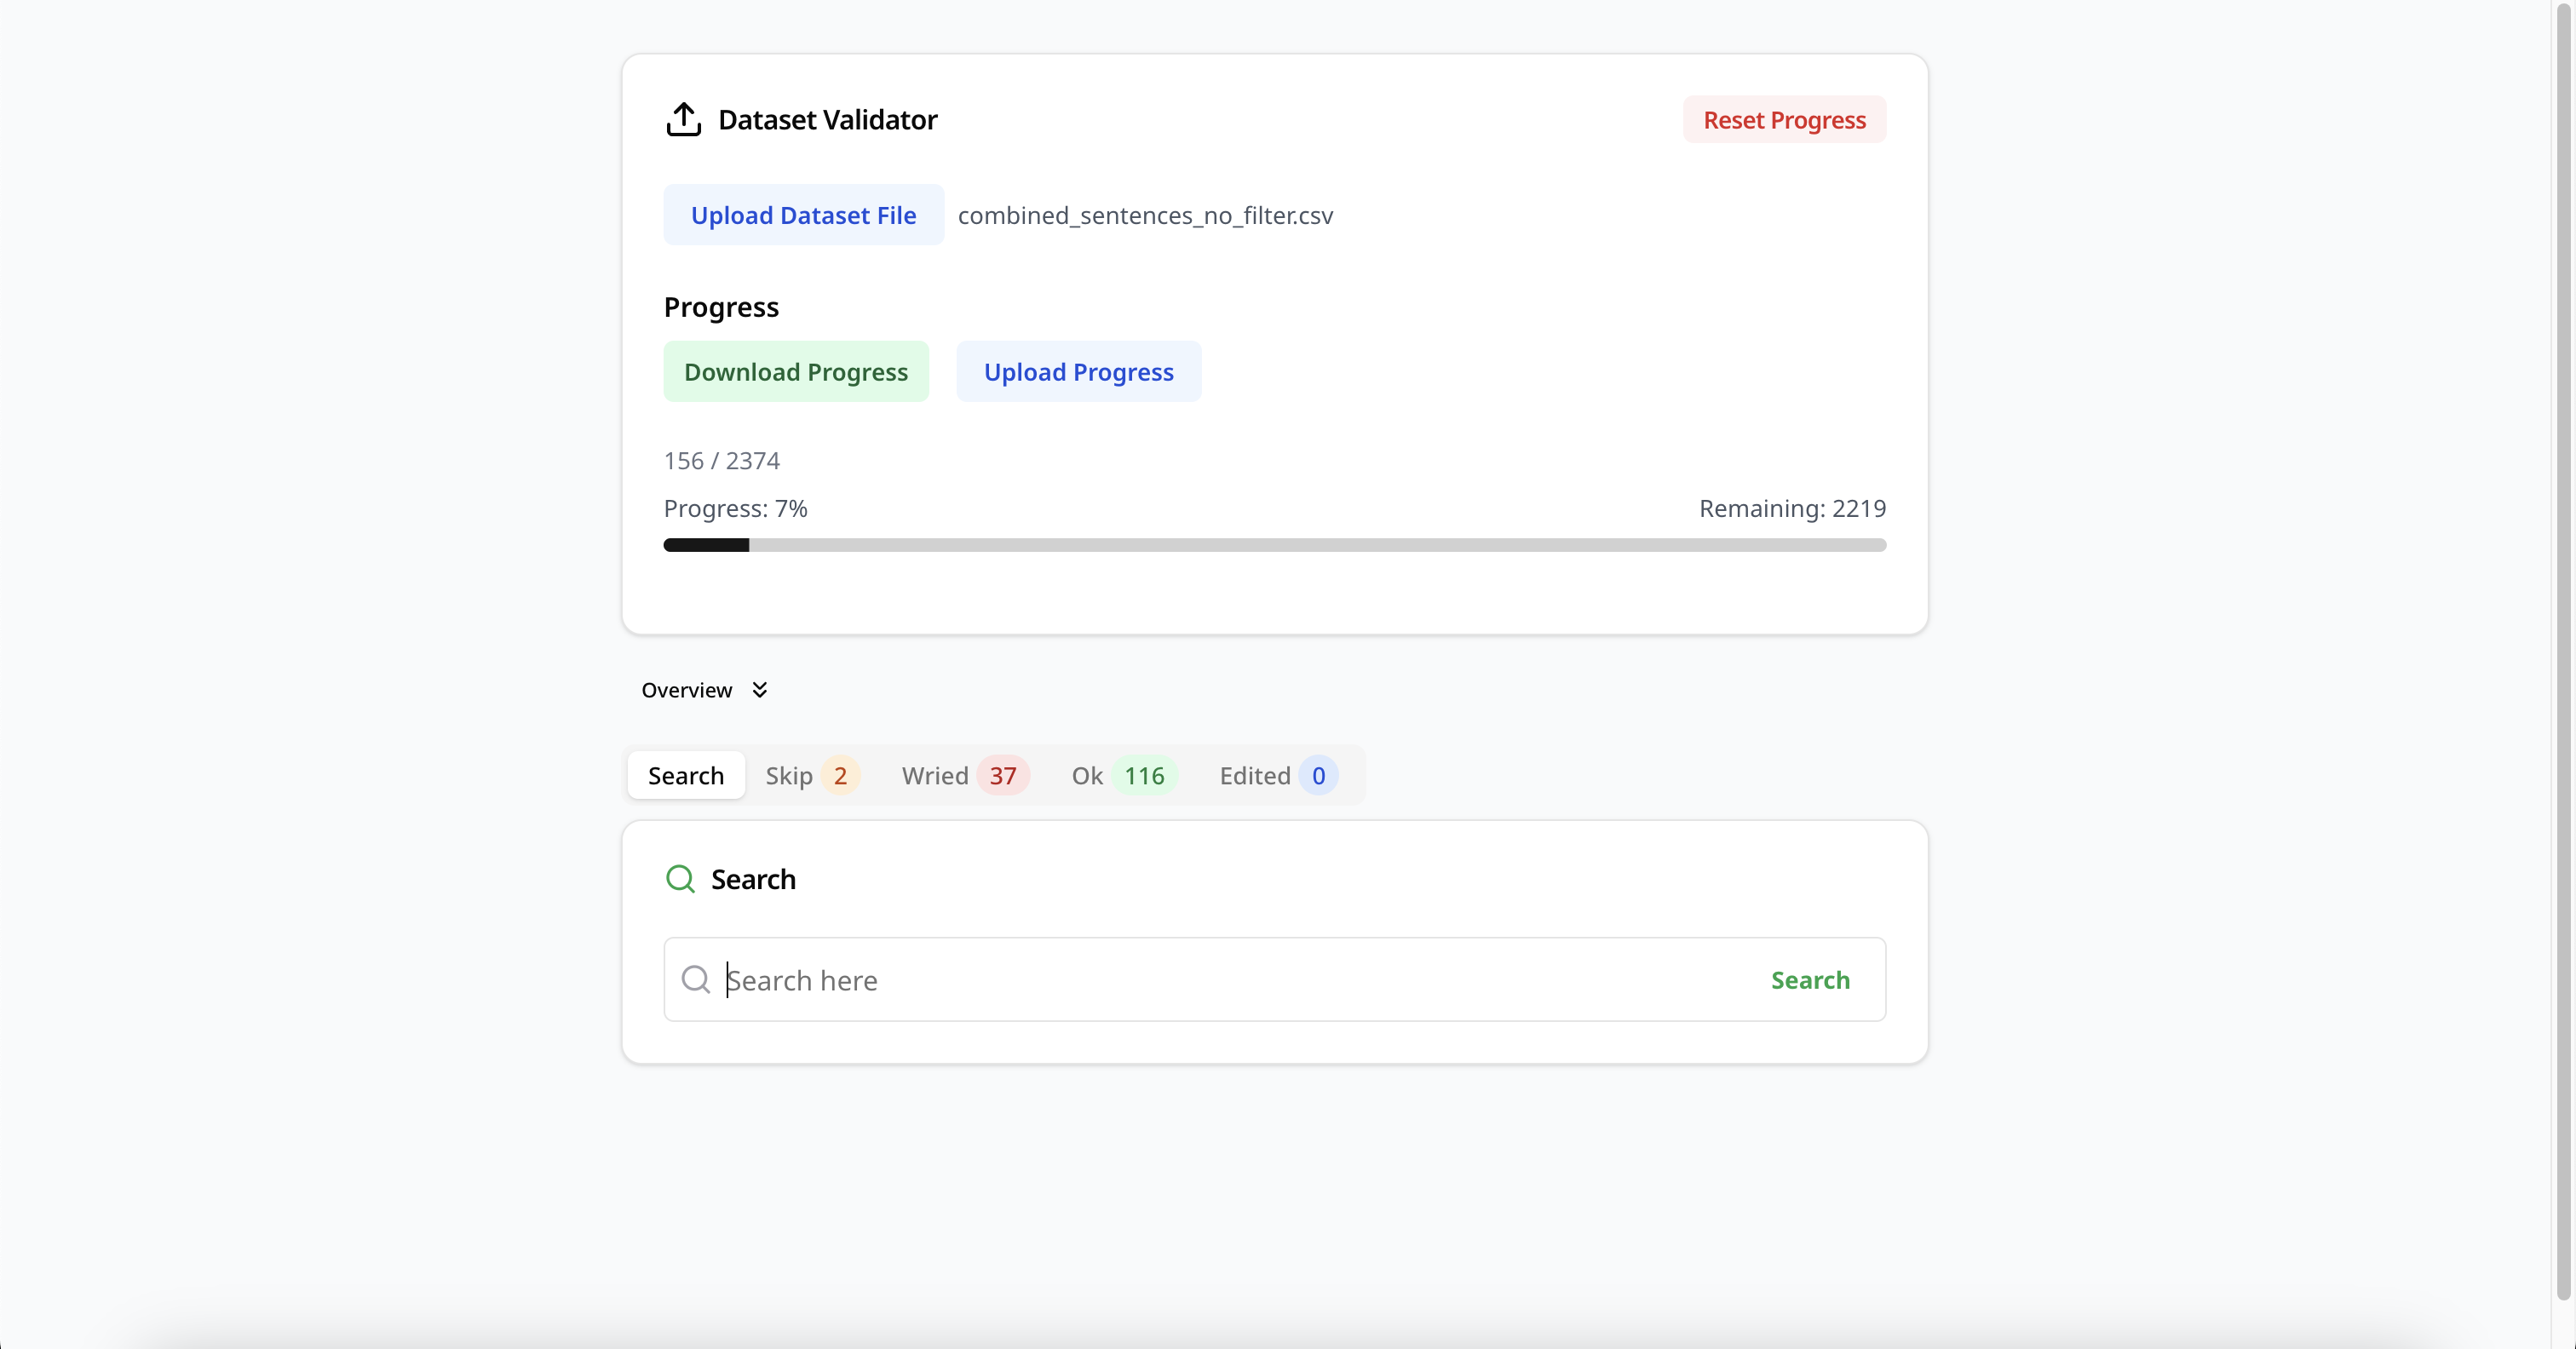 Dataset Validator
Reset Progress
Upload Dataset File combined_sentences_no_filter.csv
Progress
Download Progress Upload Progress
156 / 2374
Progress: 7% Remaining: 2219
Overview
Search Skip 2 Wried 37 Ok 116 Edited 0
Search
Search here Search